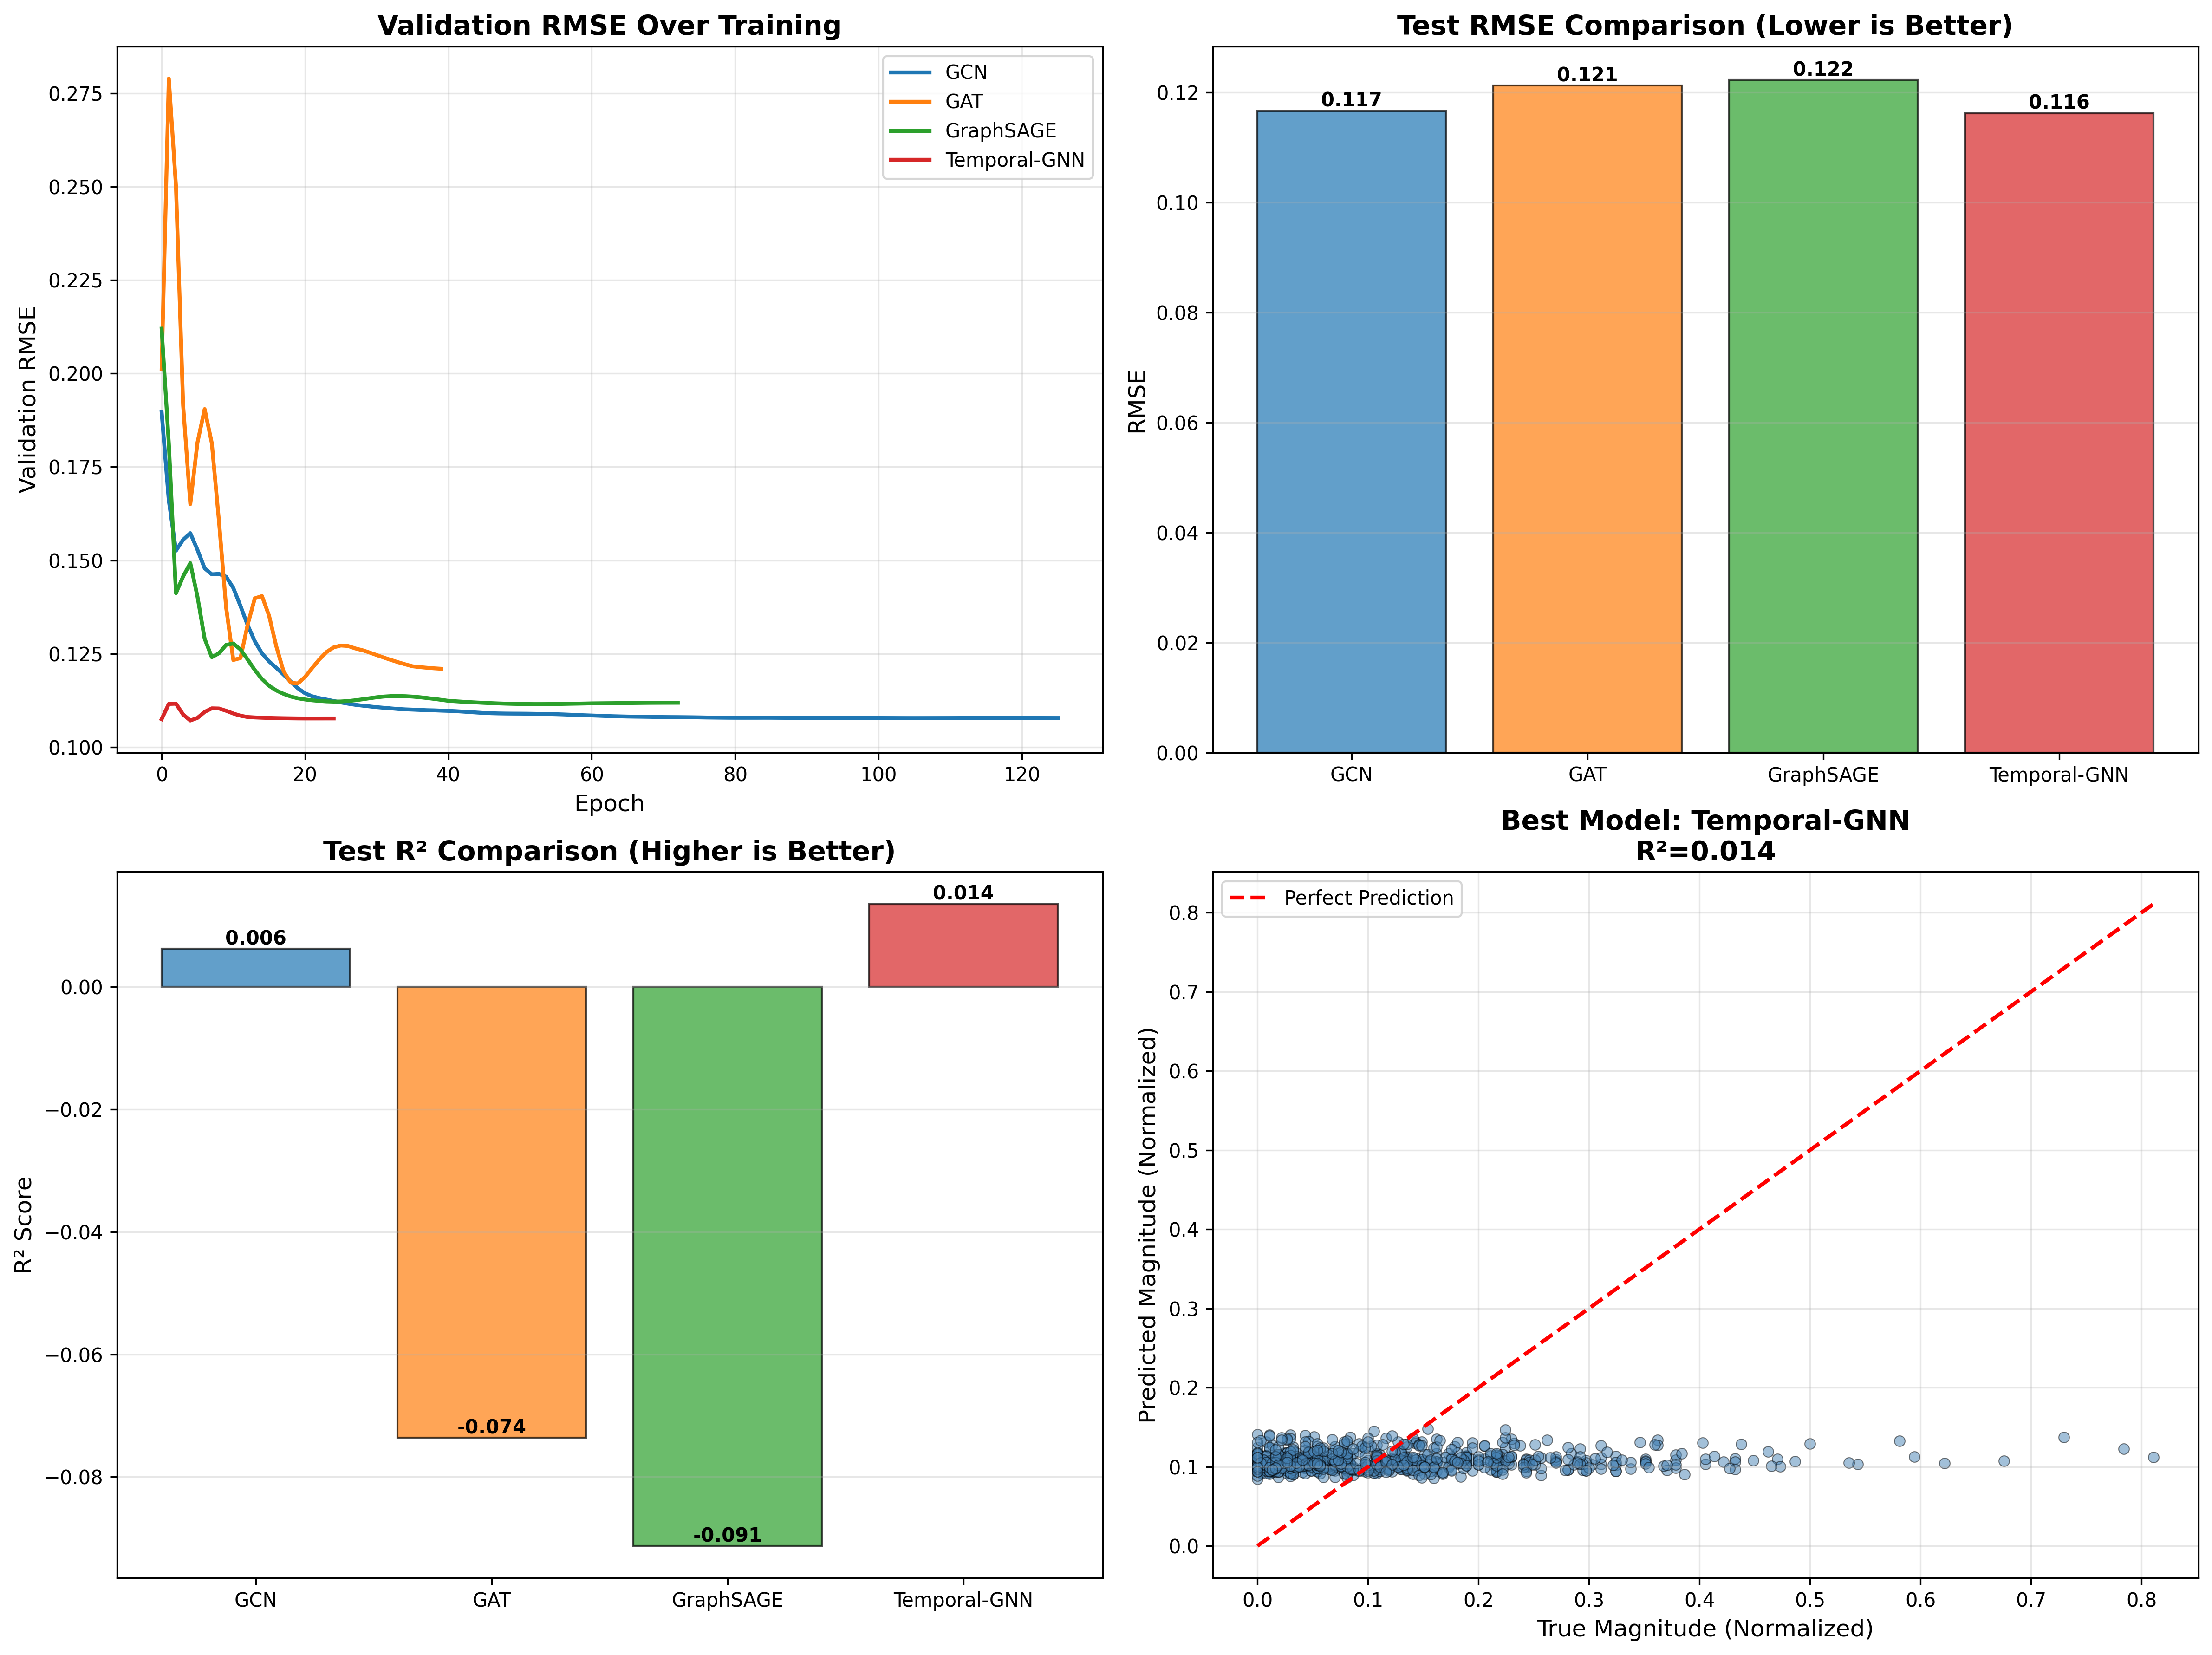 Validation RMSE Over Training
GCN
GAT
GraphSAGE
Temporal-GNN
0.275
0.250
0.225
0.200
0.175
0.150
0.125
0.100
Validation RMSE
0 20 40 60 80 100 120
Epoch
Test RMSE Comparison (Lower is Better)
0.117 0.121 0.122 0.116
0.12
0.10
0.08
0.06
0.04
0.02
0.00
RMSE
GCN GAT GraphSAGE Temporal-GNN
Test R² Comparison (Higher is Better)
0.006 -0.074 -0.091 0.014
0.00
−0.02
−0.04
−0.06
−0.08
R² Score
GCN GAT GraphSAGE Temporal-GNN
Best Model: Temporal-GNN
R²=0.014
Perfect Prediction
0.8
0.7
0.6
0.5
0.4
0.3
0.2
0.1
0.0
Predicted Magnitude (Normalized)
0.0 0.1 0.2 0.3 0.4 0.5 0.6 0.7 0.8
True Magnitude (Normalized)